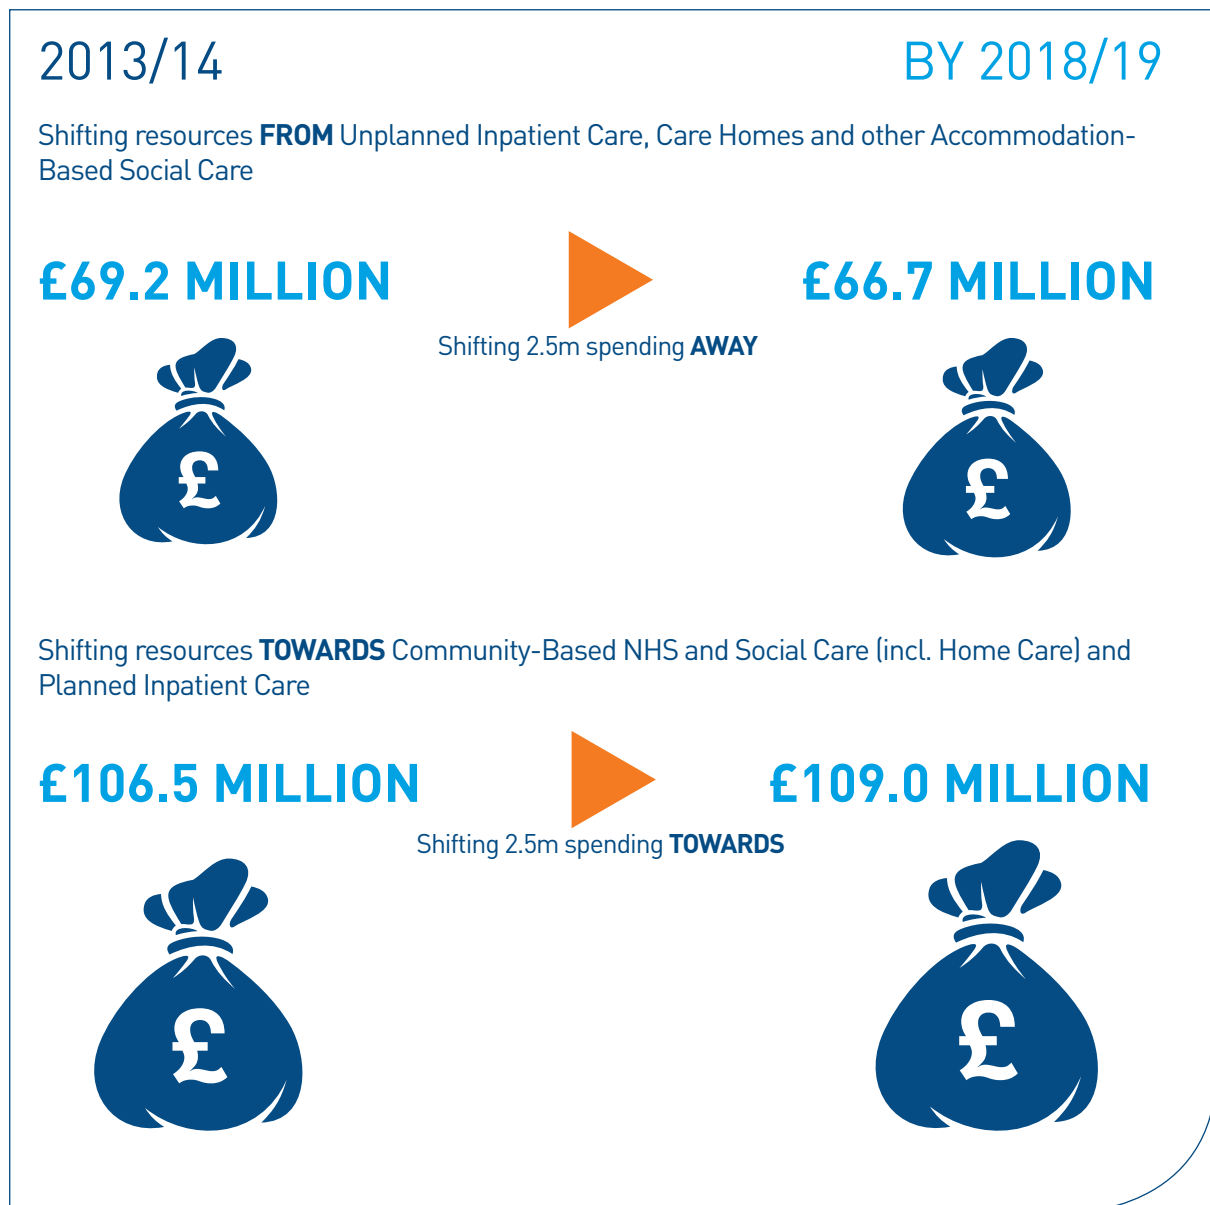 2013/14
BY 2018/19
Shifting resources FROM Unplanned Inpatient Care, Care Homes and other Accommodation-
Based Social Care
£69.2 MILLION
£66.7 MILLION
Shifting 2.5m spending AWAY
£
£
Shifting resources TOWARDS Community-Based NHS and Social Care (incl. Home Care) and
Planned Inpatient Care
£106.5 MILLION
£109.0 MILLION
Shifting 2.5m spending TOWARDS
£
£